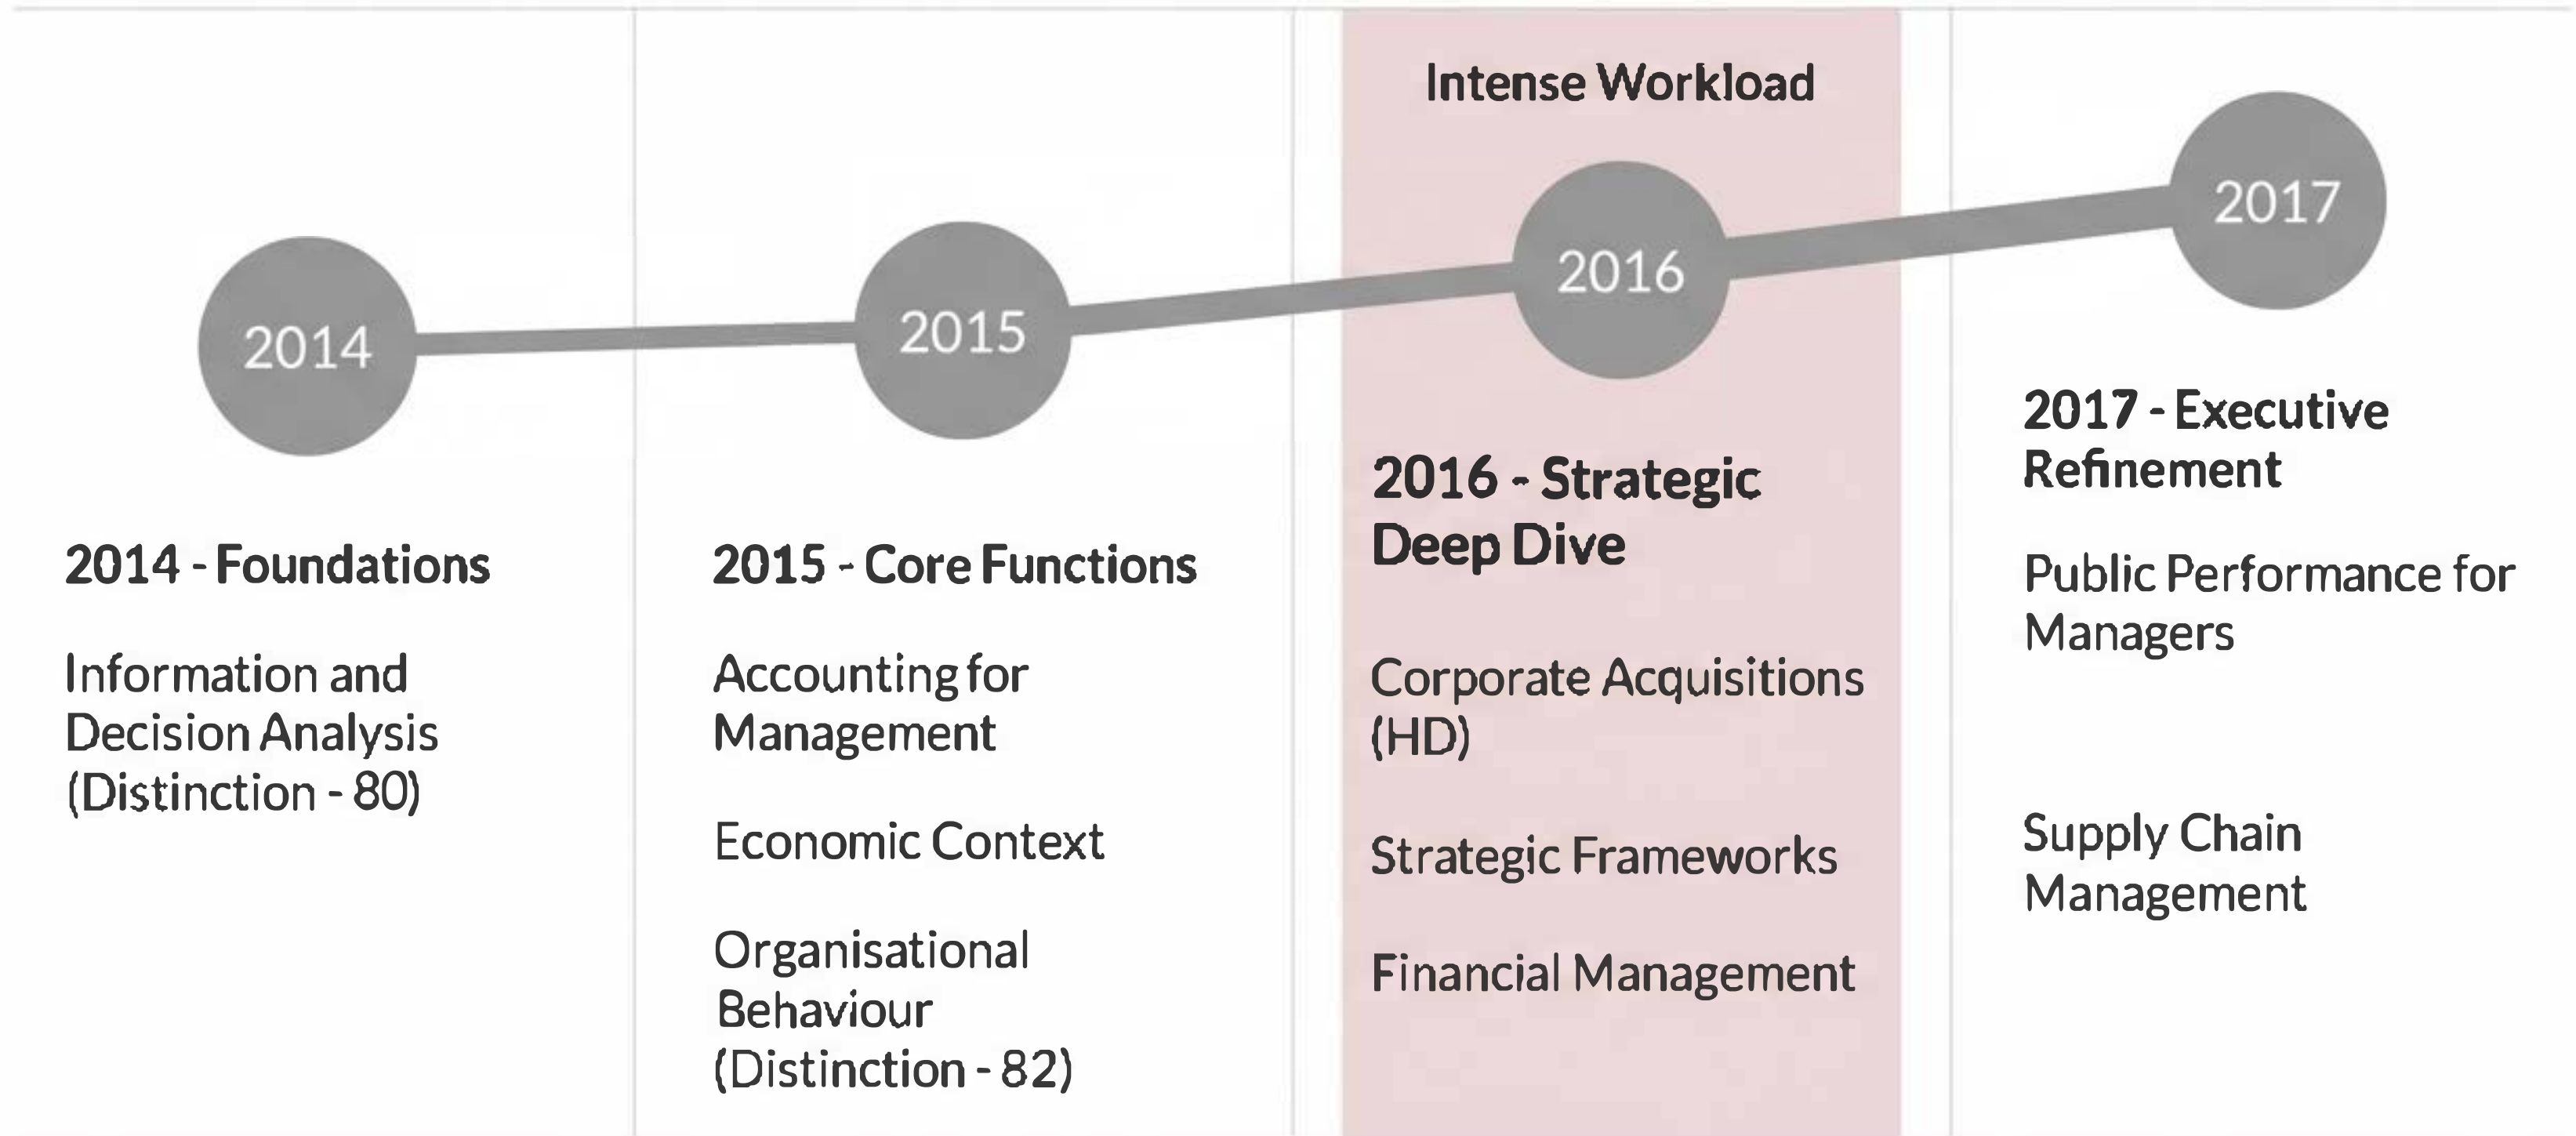 Intense Workload
2014
2015
2016
2017
2014 - Foundations
Information and
Decision Analysis
(Distinction - 80)
2015 - Core Functions
Accounting for
Management
Economic Context
Organisational
Behaviour
(Distinction - 82)
2016 - Strategic
Deep Dive
Corporate Acquisitions
(HD)
Strategic Frameworks
Financial Management
2017 - Executive
Refinement
Public Performance for
Managers
Supply Chain
Management